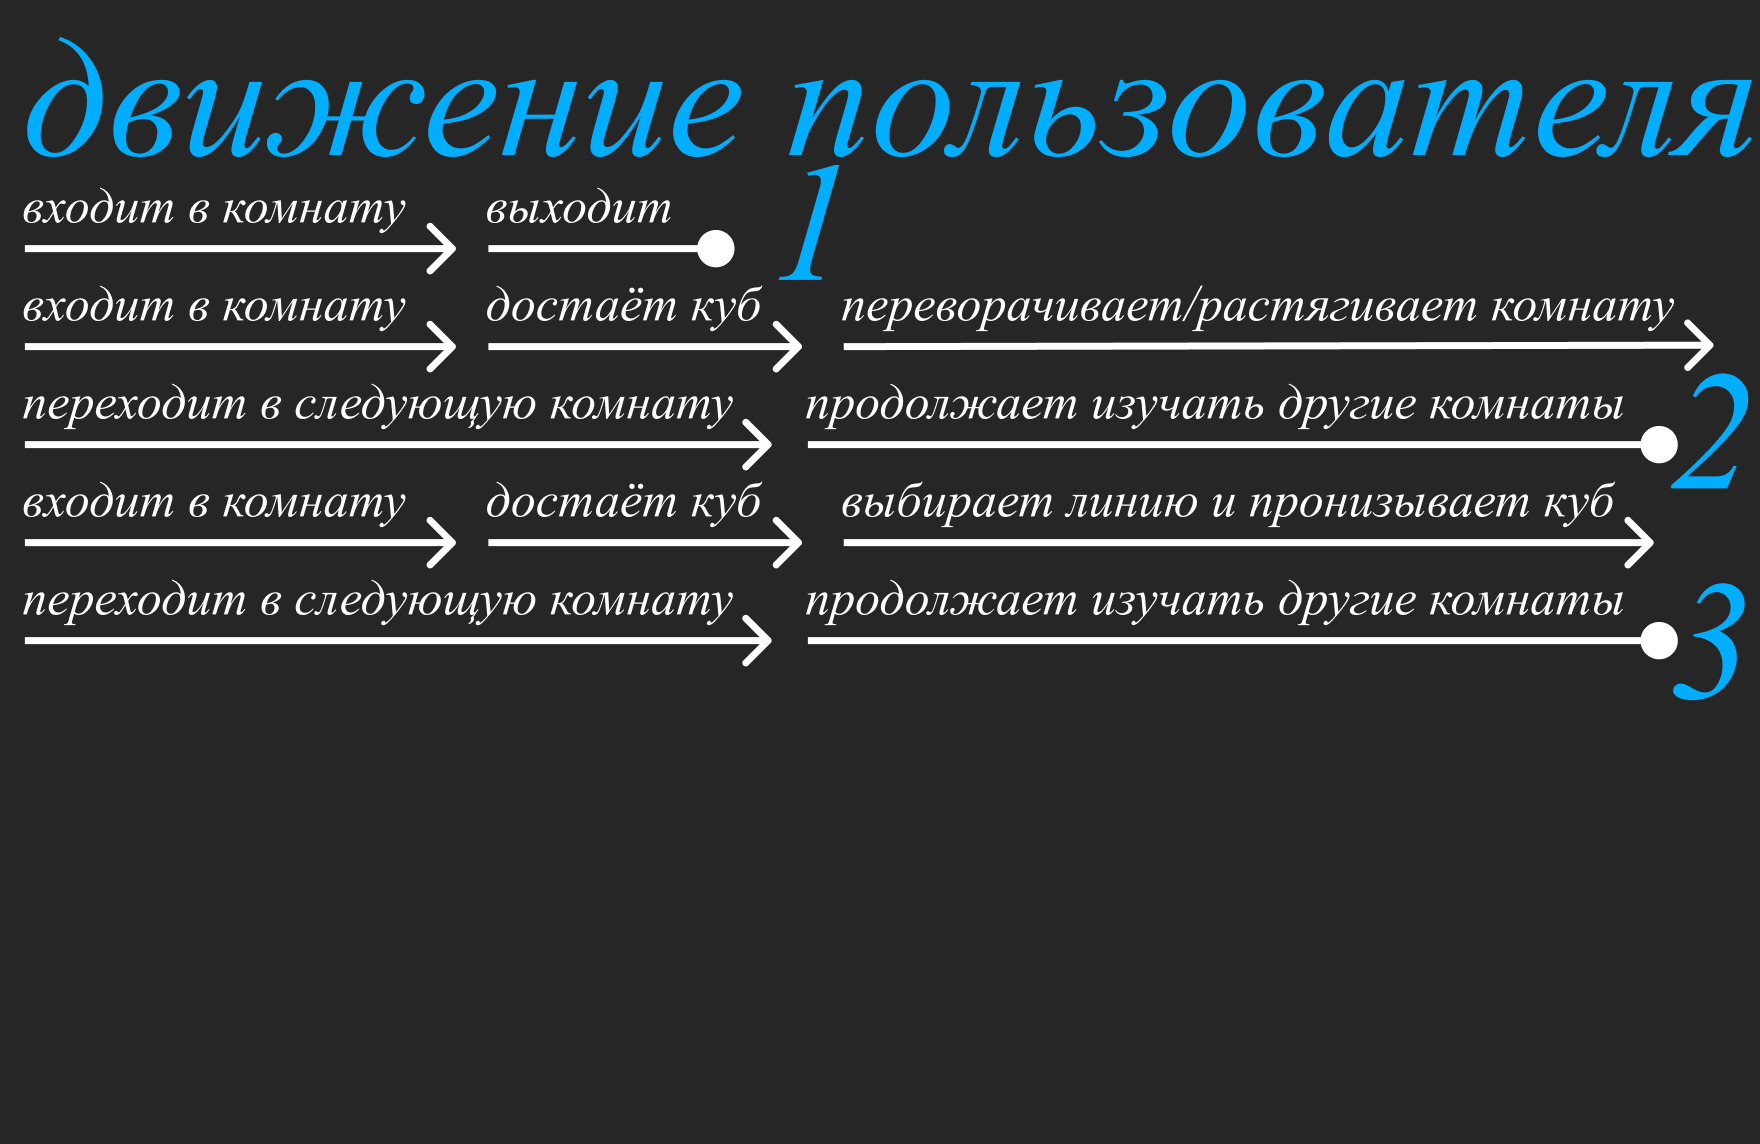 движение пользователя
входит в комнату выходит 1
входит в комнату достаёт куб переворачивает/растягивает комнату
переходит в следующую комнату продолжает изучать другие комнаты 2
входит в комнату достаёт куб выбирает линию и пронизывает куб
переходит в следующую комнату продолжает изучать другие комнаты 3